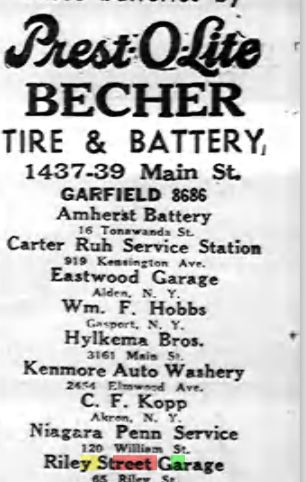 by
Prest-O-Lite
BECHER
TIRE & BATTERY,
1437-39 Main St.
GARFIELD 8686
Amherst Battery
16 Tonawanda St.
Carter Ruh Service Station
919 Kensington Ave.
Eastwood Garage
Alden, N. Y.
Wm. F. Hobbs
Gasport, N. Y.
Hylkema Bros.
3161 Main St.
Kenmore Auto Washery
Elmwood Ave.
C. F. Kopp
Akron, N. Y.
Niagara Penn Service
120 William St.
Riley Street Garage
65 Riley St.